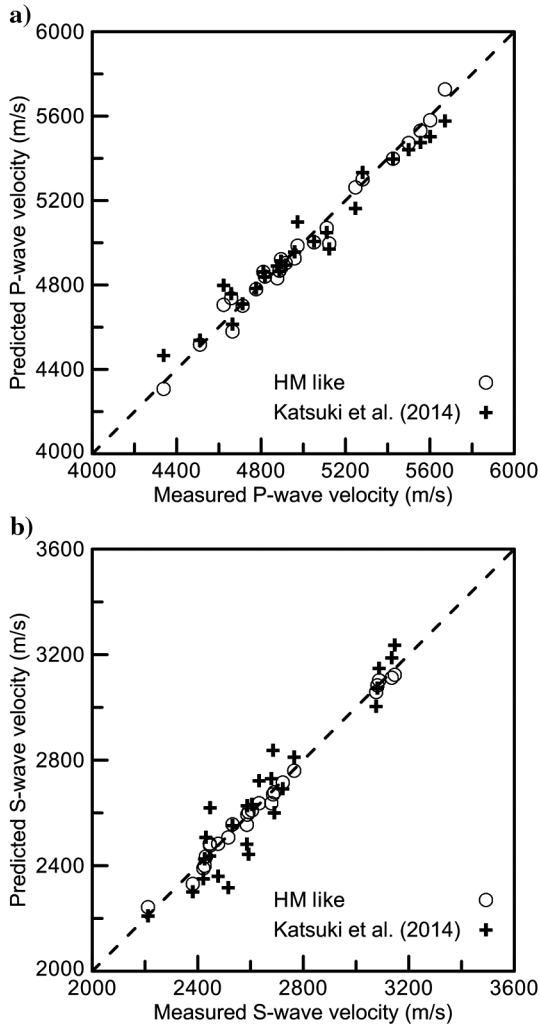 a)
6000
5600
5200
4800
4400
4000
Predicted P-wave velocity (m/s)
HM like
Katsuki et al. (2014)
4000 4400 4800 5200 5600 6000
Measured P-wave velocity (m/s)
b)
3600
3200
2800
2400
2000
Predicted S-wave velocity (m/s)
HM like
Katsuki et al. (2014)
2000 2400 2800 3200 3600
Measured S-wave velocity (m/s)